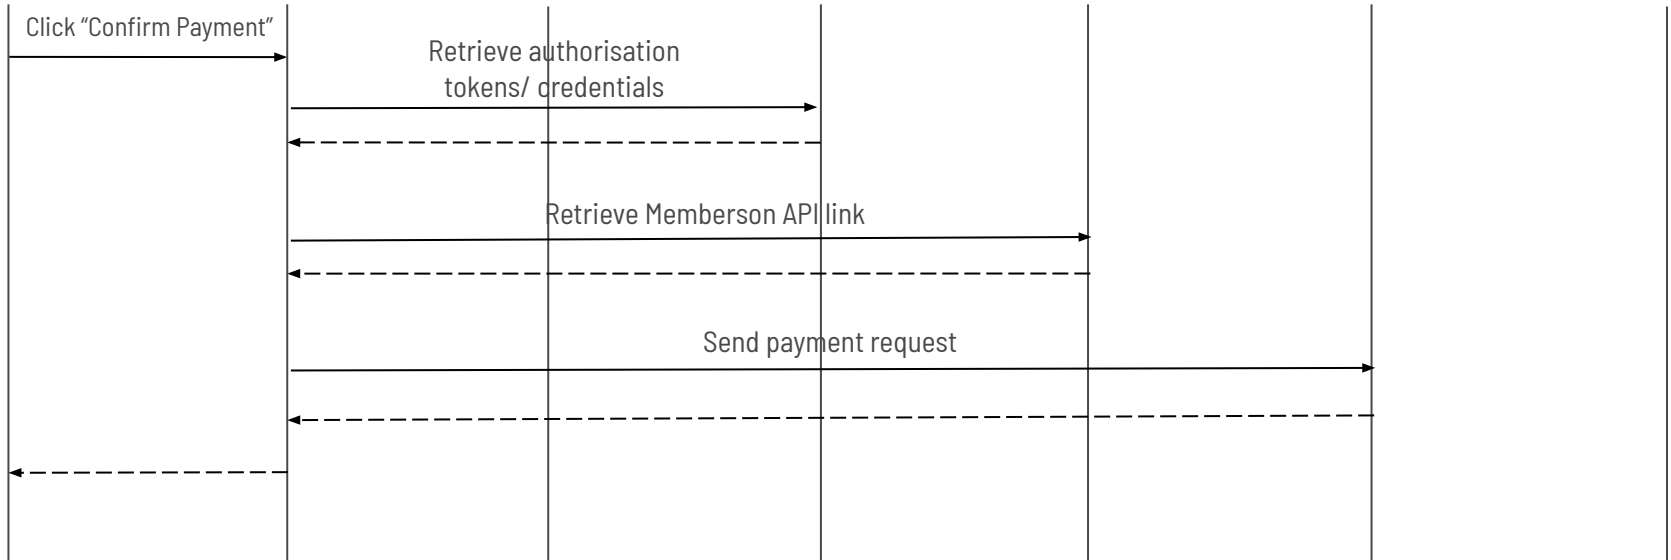 Click “Confirm Payment”
Retrieve authorisation
tokens/ credentials
Retrieve Memberson API link
Send payment request